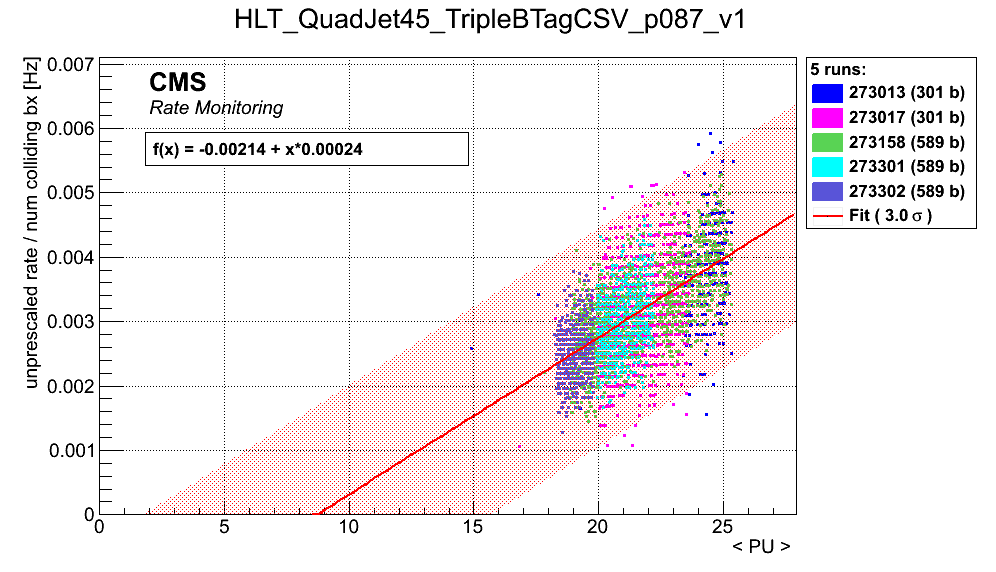 HLT_QuadJet45_TripleBTagCSV_p087_v1
unprescaled rate / num colliding bx [Hz]
0.007
0.006
0.005
0.004
0.003
0.002
0.001
0
CMS
Rate Monitoring
f(x) = -0.00214 + x*0.00024
5 runs:
273013 (301 b)
273017 (301 b)
273158 (589 b)
273301 (589 b)
273302 (589 b)
Fit ( 3.0 σ )
0 5 10 15 20 25
< PU >